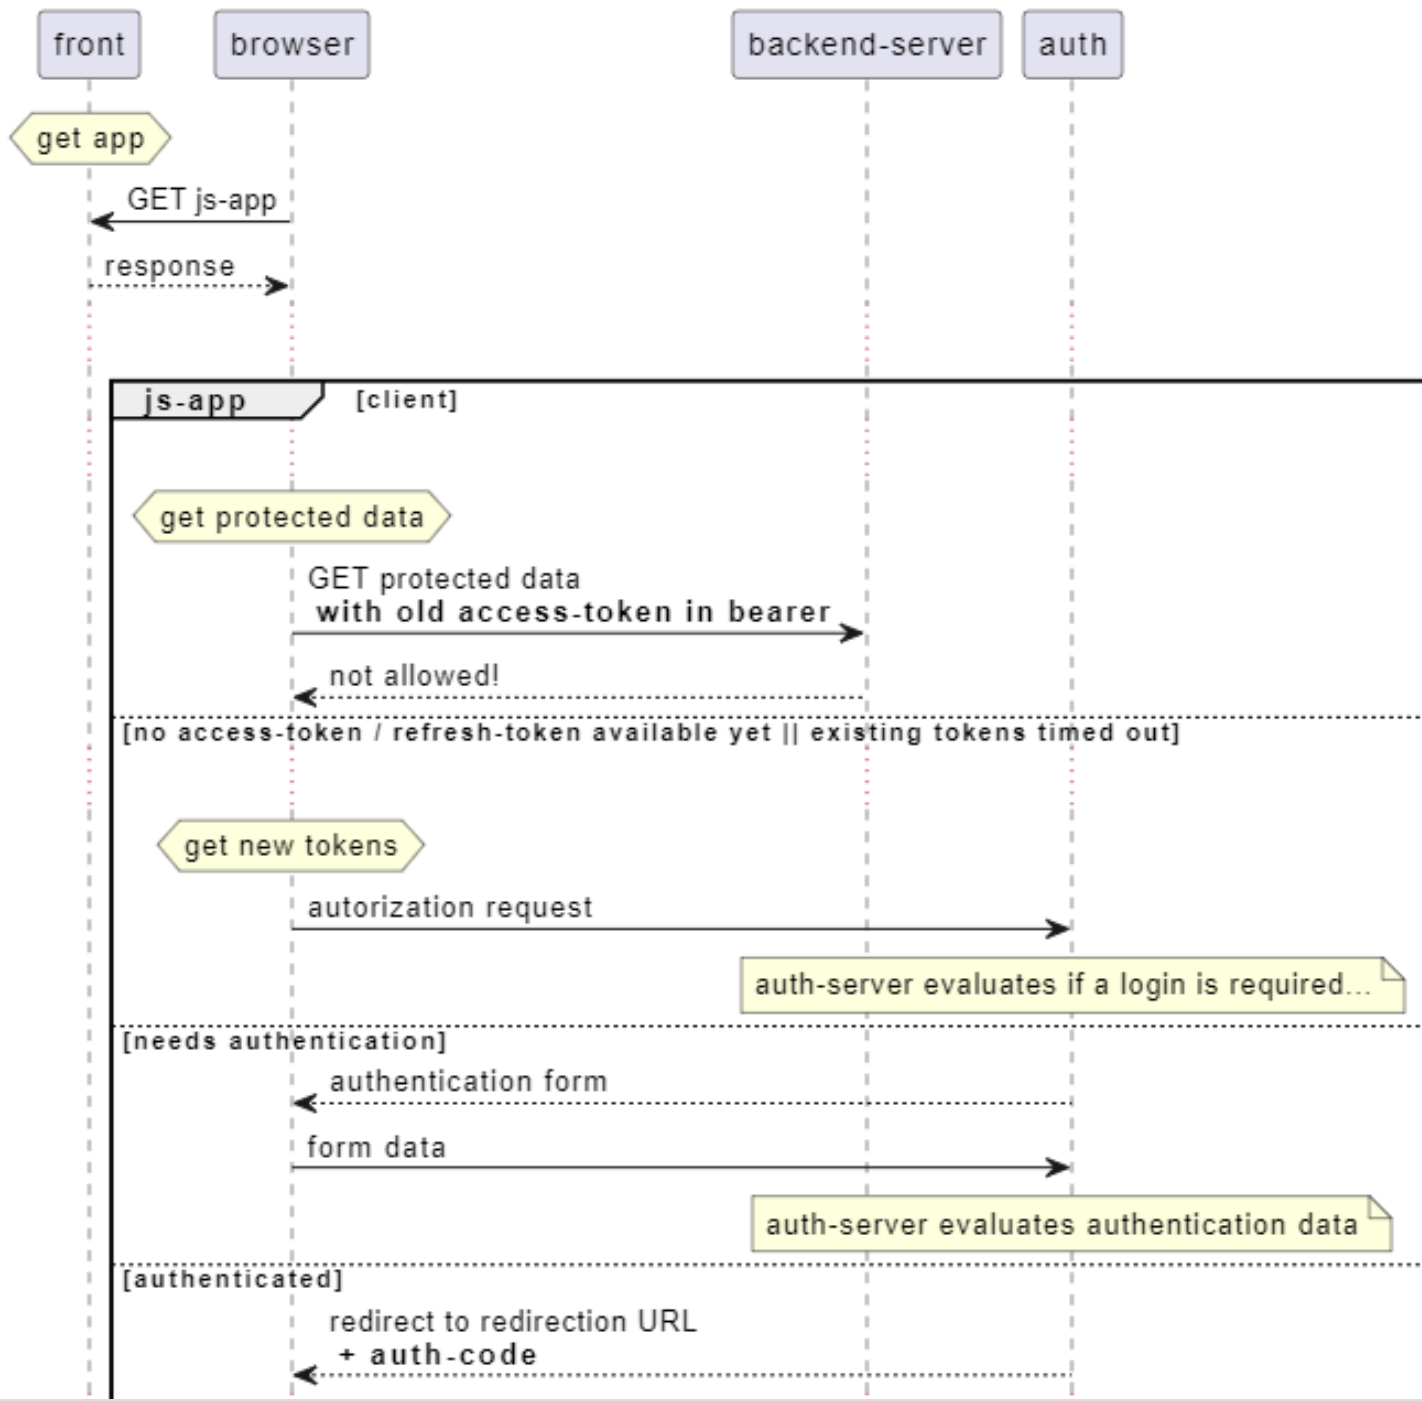 front
browser
backend-server
auth
get app
GET js-app
response
js-app
[client]
get protected data
GET protected data
with old access-token in bearer
not allowed!
[no access-token / refresh-token available yet || existing tokens timed out]
get new tokens
autorization request
auth-server evaluates if a login is required...
[needs authentication]
authentication form
form data
auth-server evaluates authentication data
[authenticated]
redirect to redirection URL
+ auth-code